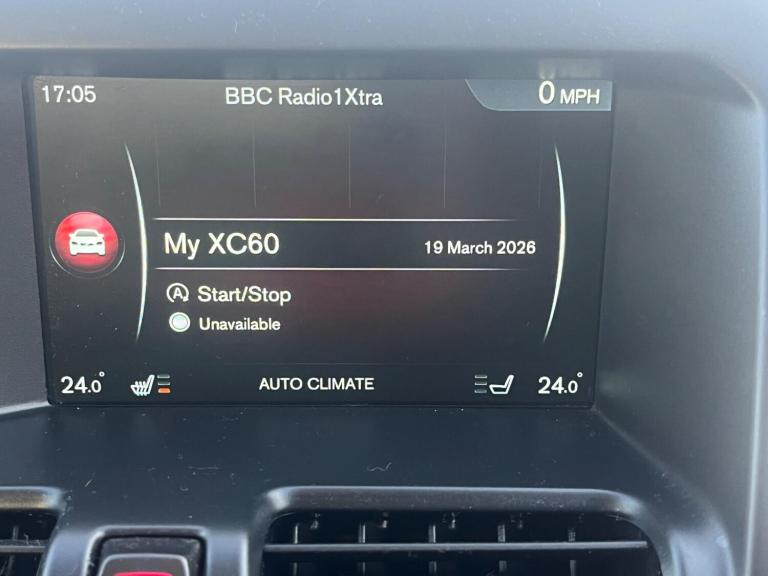 17:05 BBC Radio1Xtra 0 MPH
My XC60 19 March 2026
A Start/Stop
Unavailable
24.0° AUTO CLIMATE 24.0°